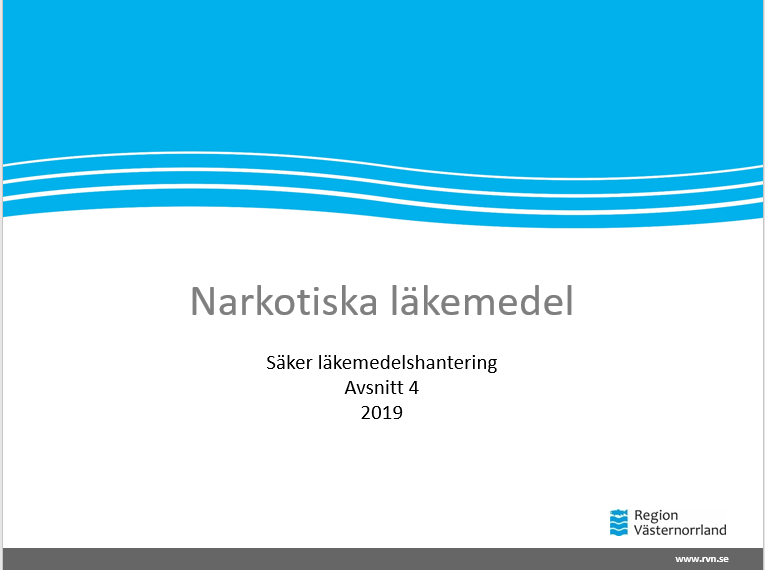 Narkotiska läkemedel
Säker läkemedelshantering
Avsnitt 4
2019
Region
Västernorrland
www.rvn.se